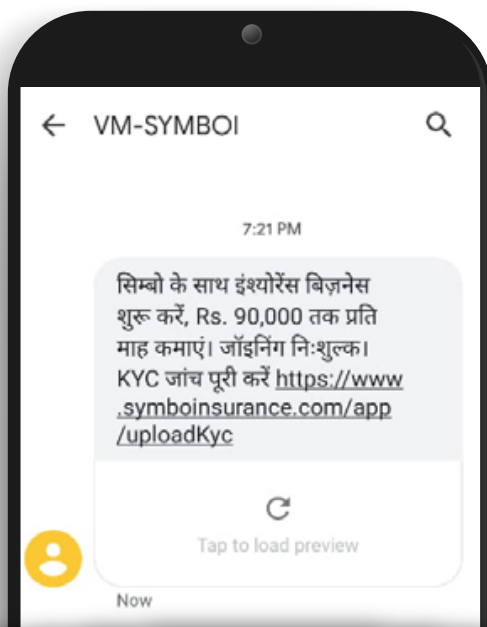 VM-SYMBOI
7:21 PM
सिम्बो के साथ इंश्योरेंस बिज़नेस
शुरू करें, Rs. 90,000 तक प्रति
माह कमाएं। जॉइनिंग निःशुल्क।
KYC जांच पूरी करें https://www
.symboinsurance.com/app
/uploadKyc
Tap to load preview
Now